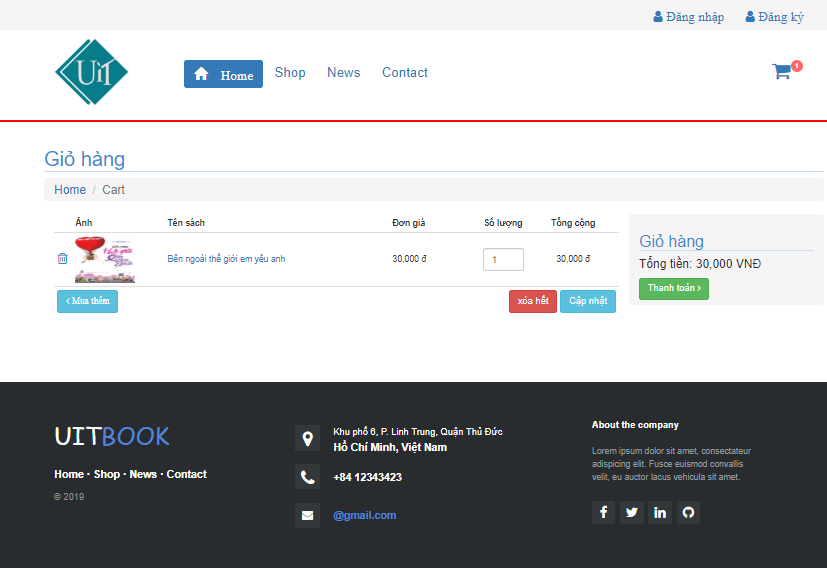 Đăng nhập Đăng ký
UiT
Home Shop News Contact 1
Giỏ hàng
Home / Cart
Ảnh Tên sách Đơn giá Số lượng Tổng cộng
Bên ngoài thế giới em yêu anh 30,000 đ 1 30,000 đ
‹ Mua thêm xóa hết Cập nhật
Giỏ hàng
Tổng tiền: 30,000 VNĐ
Thanh toán ›
UITBOOK
Home · Shop · News · Contact
© 2019
Khu phố 6, P. Linh Trung, Quận Thủ Đức
Hồ Chí Minh, Việt Nam
+84 12343423
@gmail.com
About the company
Lorem ipsum dolor sit amet, consectateur
adispicing elit. Fusce euismod convallis
velit, eu auctor lacus vehicula sit amet.